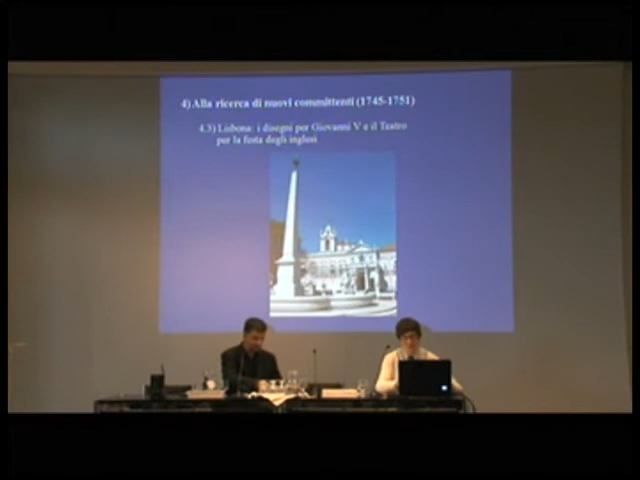 4) Alla ricerca di nuovi committenti (1745-1751)
4.3) Lisbona: i disegni per Giovanni V e il Teatro
per la festa degli inglesi